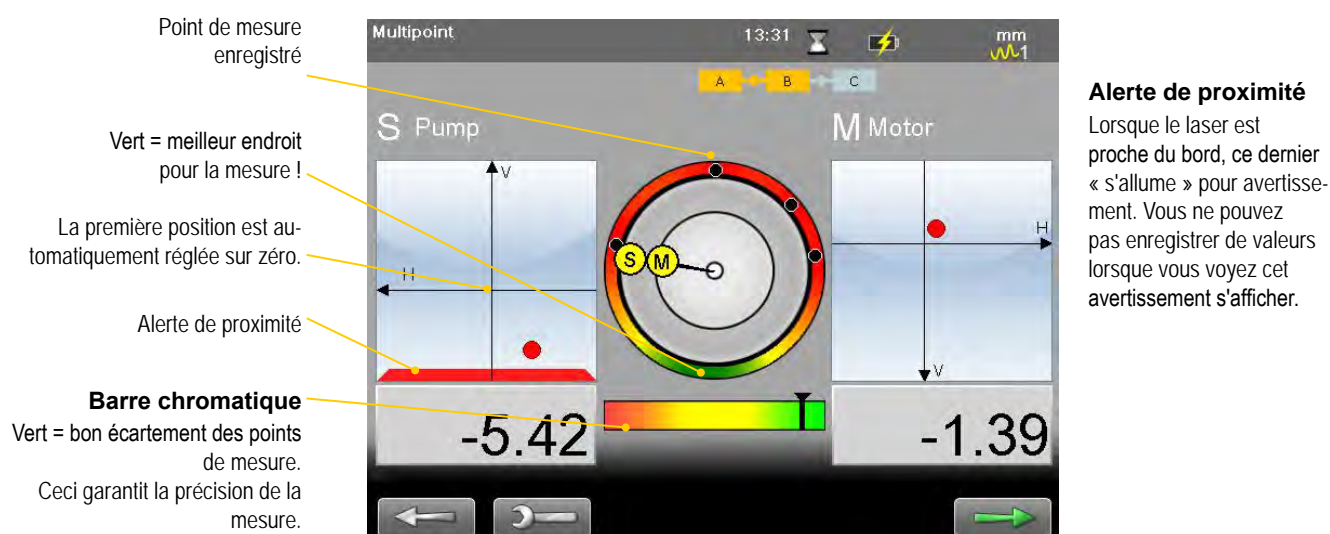 Point de mesure
enregistré
Vert = meilleur endroit
pour la mesure !
La première position est au-
tomatiquement réglée sur zéro.
Alerte de proximité
Barre chromatique
Vert = bon écartement des points
de mesure.
Ceci garantit la précision de la
mesure.
Multipoint
13:31
mm
1
A
B
C
S Pump
M Motor
V
H
S
M
H
V
-5.42
-1.39
Alerte de proximité
Lorsque le laser est
proche du bord, ce dernier
« s'allume » pour avertisse-
ment. Vous ne pouvez
pas enregistrer de valeurs
lorsque vous voyez cet
avertissement s'afficher.